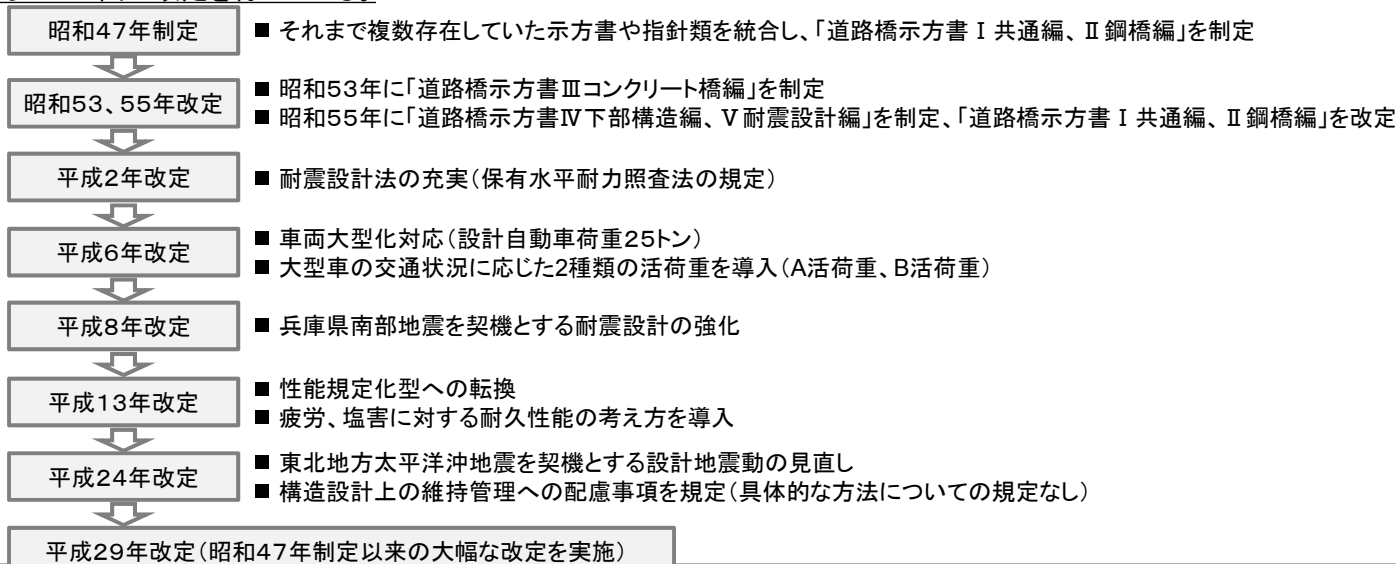 昭和47年制定
■ それまで複数存在していた示方書や指針類を統合し、「道路橋示方書Ⅰ共通編、Ⅱ鋼橋編」を制定
昭和53、55年改定
■ 昭和53年に「道路橋示方書Ⅲコンクリート橋編」を制定
■ 昭和55年に「道路橋示方書Ⅳ下部構造編、Ⅴ耐震設計編」を制定、「道路橋示方書Ⅰ共通編、Ⅱ鋼橋編」を改定
平成2年改定
■ 耐震設計法の充実（保有水平耐力照査法の規定）
平成6年改定
■ 車両大型化対応（設計自動車荷重25トン）
■ 大型車の交通状況に応じた2種類の活荷重を導入（A活荷重、B活荷重）
平成8年改定
■ 兵庫県南部地震を契機とする耐震設計の強化
平成13年改定
■ 性能規定化型への転換
■ 疲労、塩害に対する耐久性能の考え方を導入
平成24年改定
■ 東北地方太平洋沖地震を契機とする設計地震動の見直し
■ 構造設計上の維持管理への配慮事項を規定（具体的な方法についての規定なし）
平成29年改定（昭和47年制定以来の大幅な改定を実施）